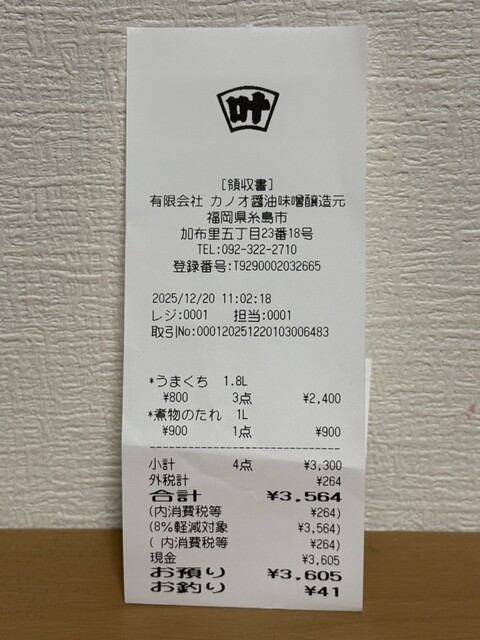 叶
[領収書]
有限会社 カノオ醤油味噌醸造元
福岡県糸島市
加布里五丁目23番18号
TEL:092-322-2710
登録番号:T9290002032665
2025/12/20 11:02:18
レジ:0001 担当:0001
取引No:000120251220103006483
*うまくち 1.8L
¥800 3点 ¥2,400
*煮物のたれ 1L
¥900 1点 ¥900
小計 4点 ¥3,300
外税計 ¥264
合計 ¥3,564
(内消費税等 ¥264)
(8%軽減対象 ¥3,564)
( 内消費税等 ¥264)
現金 ¥3,605
お預り ¥3,605
お釣り ¥41